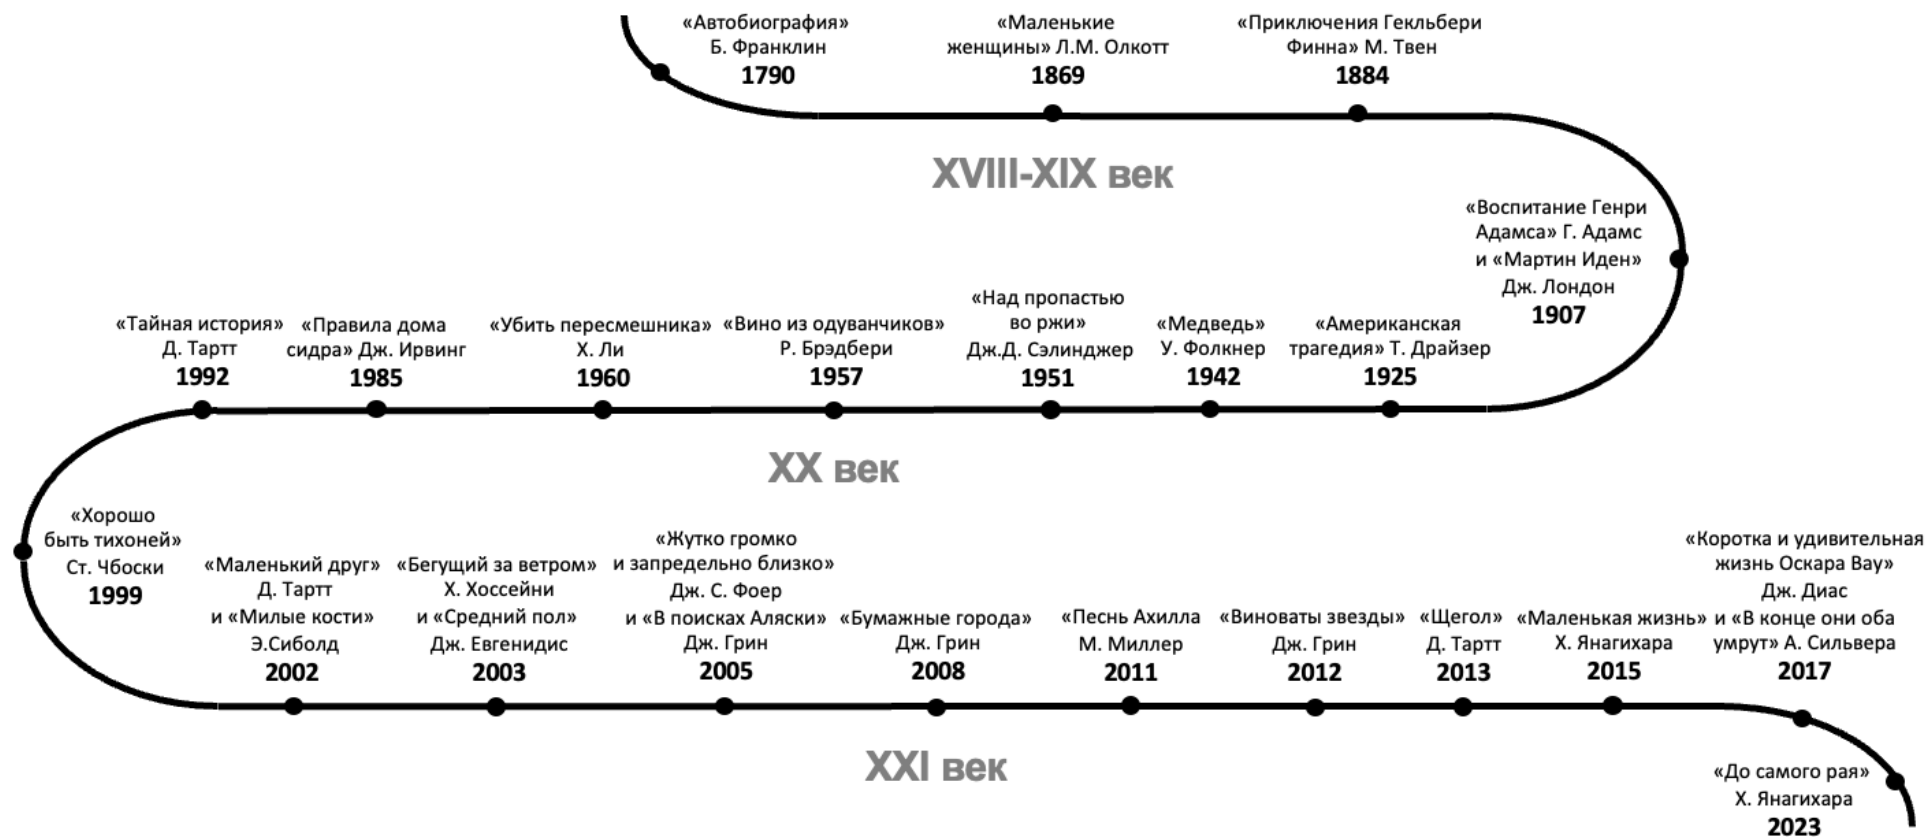 «Автобиография»
Б. Франклин
1790
«Маленькие
женщины» Л.М. Олкотт
1869
«Приключения Гекльбери
Финна» М. Твен
1884
XVIII-XIX век
«Воспитание Генри
Адамса» Г. Адамс
и «Мартин Иден»
Дж. Лондон
1907
«Тайная история»
Д. Тартт
1992
«Правила дома
сидра» Дж. Ирвинг
1985
«Убить пересмешника»
Х. Ли
1960
«Вино из одуванчиков»
Р. Брэдбери
1957
«Над пропастью
во ржи»
Дж.Д. Сэлинджер
1951
«Медведь»
У. Фолкнер
1942
«Американская
трагедия» Т. Драйзер
1925
XX век
«Хорошо
быть тихоней»
Ст. Чбоски
1999
«Маленький друг»
Д. Тартт
и «Милые кости»
Э.Сиболд
2002
«Бегущий за ветром»
Х. Хоссейни
и «Средний пол»
Дж. Евгенидис
2003
«Жутко громко
и запредельно близко»
Дж. С. Фоер
и «В поисках Аляски»
Дж. Грин
2005
«Бумажные города»
Дж. Грин
2008
«Песнь Ахилла
М. Миллер
2011
«Виноваты звезды»
Дж. Грин
2012
«Щегол»
Д. Тартт
2013
«Маленькая жизнь»
Х. Янагихара
2015
«Коротка и удивительная
жизнь Оскара Вау»
Дж. Диас
и «В конце они оба
умрут» А. Сильвера
2017
XXI век
«До самого рая»
Х. Янагихара
2023